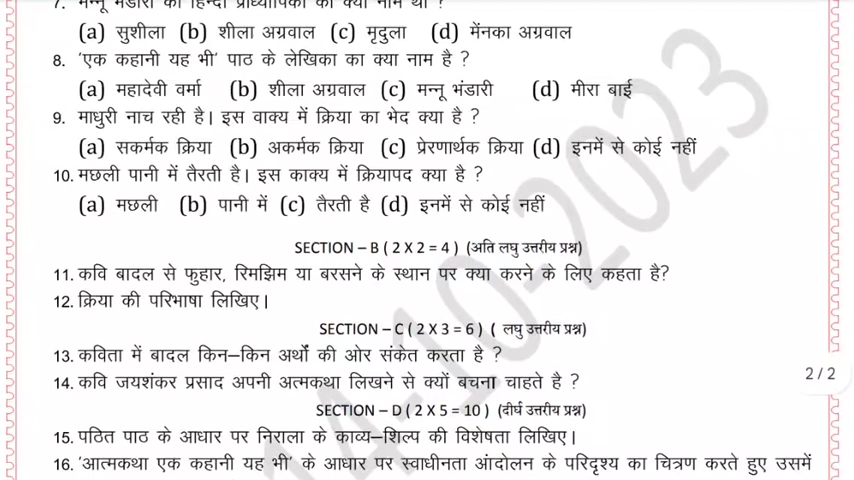 7. मन्नू भंडारी की हिन्दी प्राध्यापिका का क्या नाम था ?
(a) सुशीला (b) शीला अग्रवाल (c) मृदुला (d) मेंनका अग्रवाल
8. ‘एक कहानी यह भी’ पाठ के लेखिका का क्या नाम है ?
(a) महादेवी वर्मा (b) शीला अग्रवाल (c) मन्नू भंडारी (d) मीरा बाई
9. माधुरी नाच रही है। इस वाक्य में क्रिया का भेद क्या है ?
(a) सकर्मक क्रिया (b) अकर्मक क्रिया (c) प्रेरणार्थक क्रिया (d) इनमें से कोई नहीं
10. मछली पानी में तैरती है। इस काक्य में क्रियापद क्या है ?
(a) मछली (b) पानी में (c) तैरती है (d) इनमें से कोई नहीं
SECTION – B ( 2 X 2 = 4 ) (अति लघु उत्तरीय प्रश्न)
11. कवि बादल से फुहार, रिमझिम या बरसने के स्थान पर क्या करने के लिए कहता है?
12. क्रिया की परिभाषा लिखिए।
SECTION – C ( 2 X 3 = 6 ) ( लघु उत्तरीय प्रश्न)
13. कविता में बादल किन–किन अर्थों की ओर संकेत करता है ?
2 / 2
14. कवि जयशंकर प्रसाद अपनी अत्मकथा लिखने से क्यों बचना चाहते है ?
SECTION – D ( 2 X 5 = 10 ) (दीर्घ उत्तरीय प्रश्न)
15. पठित पाठ के आधार पर निराला के काव्य–शिल्प की विशेषता लिखिए।
16. ‘आत्मकथा एक कहानी यह भी’ के आधार पर स्वाधीनता आंदोलन के परिदृश्य का चित्रण करते हुए उसमें
14-10-2023